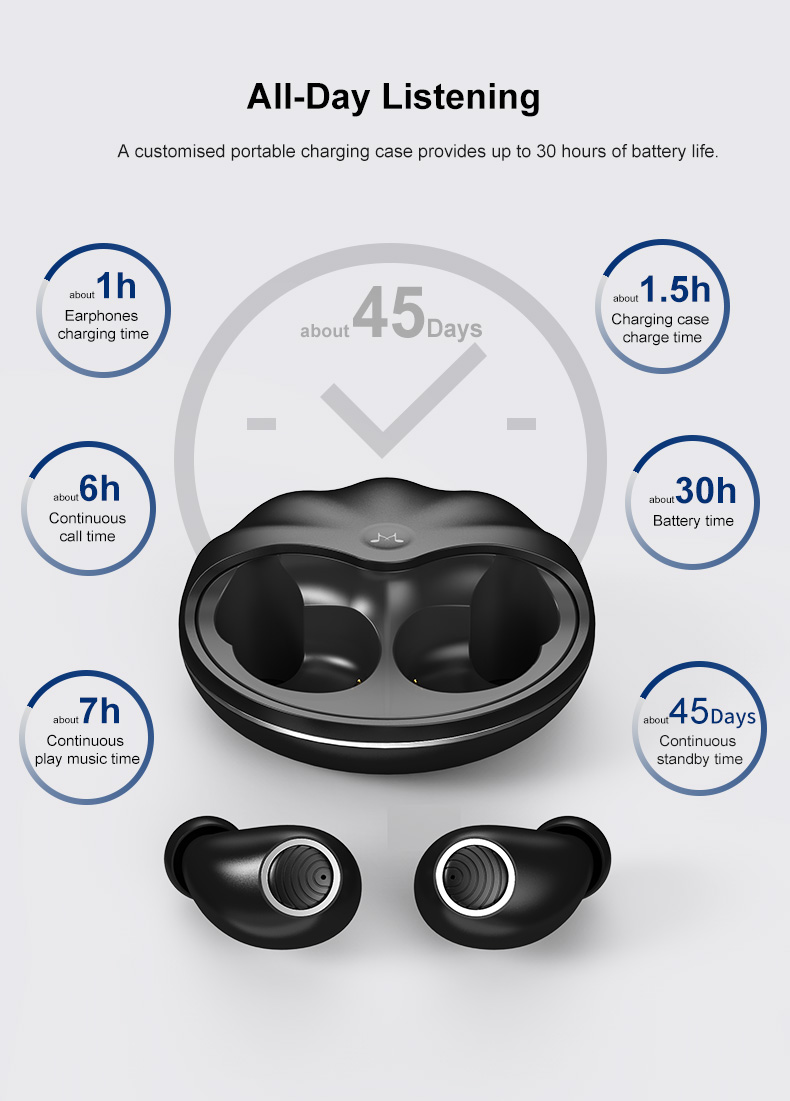 All-Day Listening
A customised portable charging case provides up to 30 hours of battery life.
about 45 Days
about 1h
Earphones
charging time
about 1.5h
Charging case
charge time
about 6h
Continuous
call time
about 30h
Battery time
about 7h
Continuous
play music time
about 45 Days
Continuous
standby time